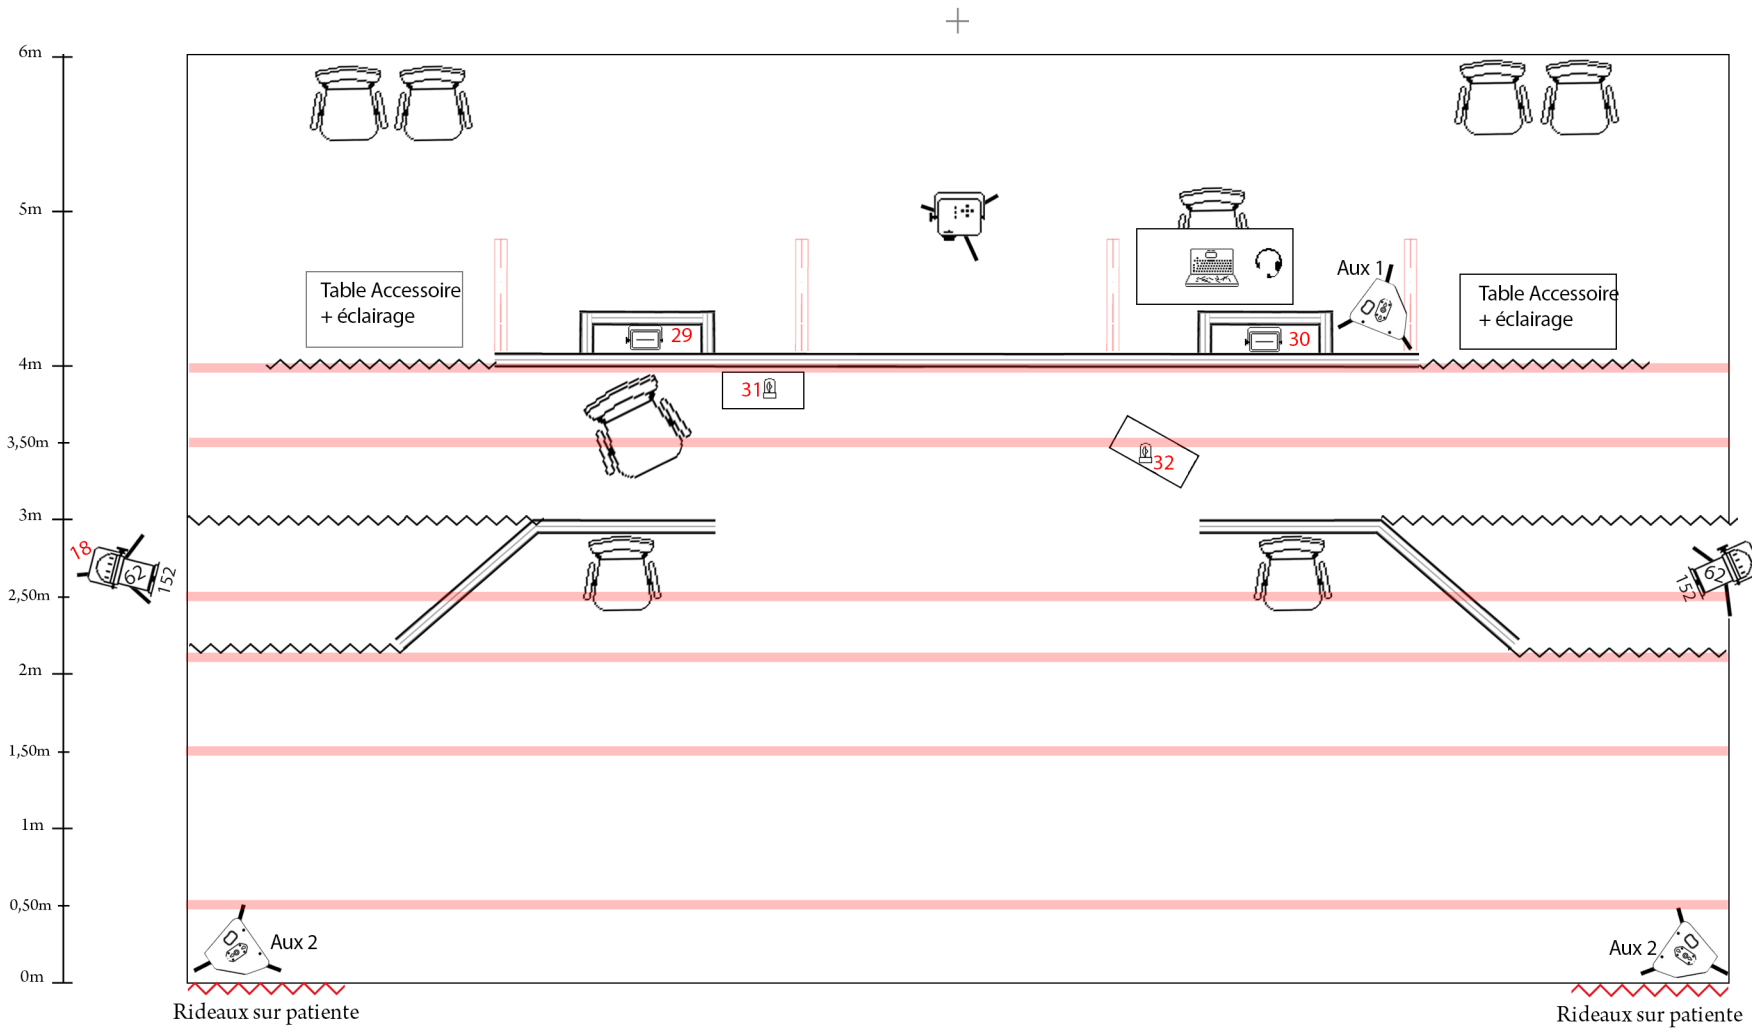 6m
5m
Table Accessoire
+ éclairage
Aux 1
Table Accessoire
+ éclairage
29
30
4m
31
3,50m
32
3m
18
62
152
62
152
2,50m
2m
1,50m
1m
0,50m
Aux 2
Aux 2
0m
Rideaux sur patiente
Rideaux sur patiente